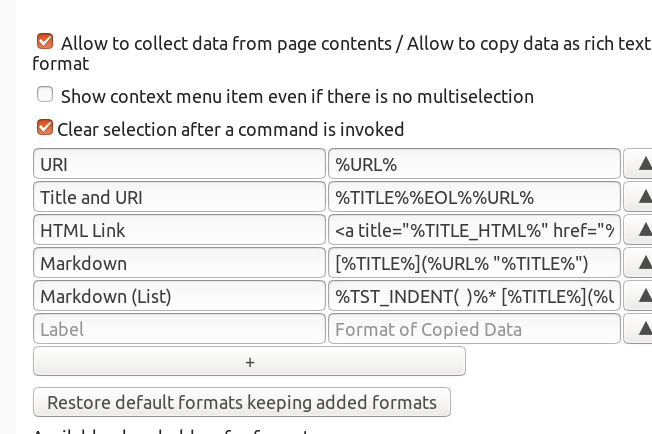 Allow to collect data from page contents / Allow to copy data as rich text
format
Show context menu item even if there is no multiselection
Clear selection after a command is invoked
URI %URL%
Title and URI %TITLE%%EOL%%URL%
HTML Link <a title="%TITLE_HTML%" href="%
Markdown [%TITLE%](%URL% "%TITLE%")
Markdown (List) %TST_INDENT( )%* [%TITLE%](%U
Label Format of Copied Data
+
Restore default formats keeping added formats